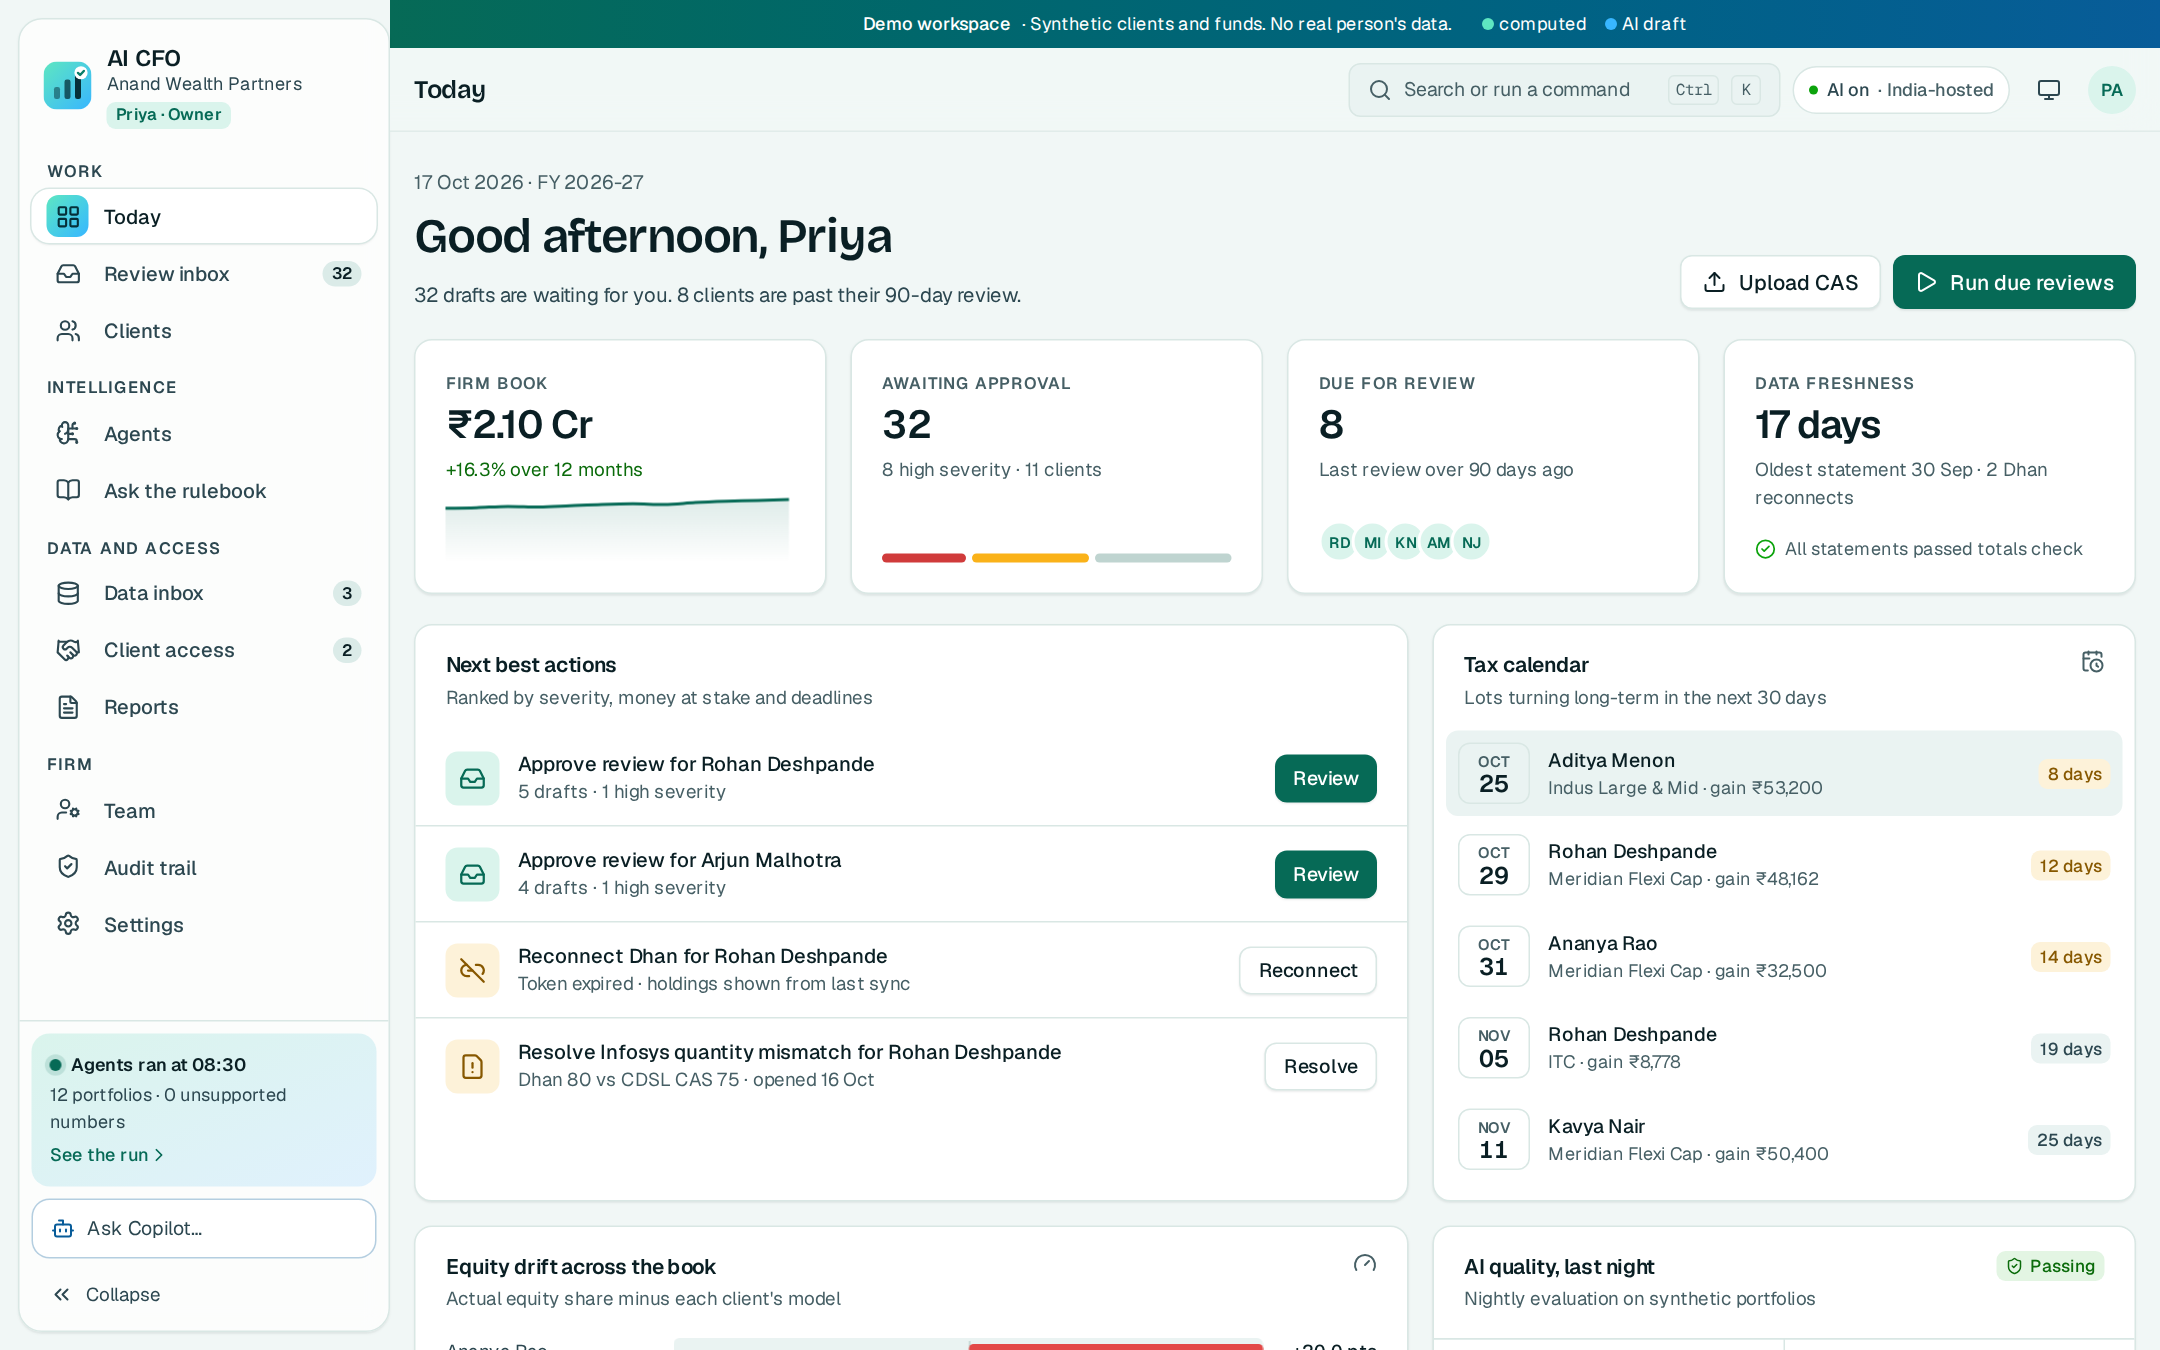 Demo workspace · Synthetic clients and funds. No real person's data. computed AI draft
AI CFO
Anand Wealth Partners
Priya · Owner
WORK
Today
Review inbox 32
Clients
INTELLIGENCE
Agents
Ask the rulebook
DATA AND ACCESS
Data inbox 3
Client access 2
Reports
FIRM
Team
Audit trail
Settings
Agents ran at 08:30
12 portfolios · 0 unsupported
numbers
See the run
Ask Copilot...
Collapse
Today
Search or run a command Ctrl K
AI on · India-hosted
PA
17 Oct 2026 · FY 2026-27
Good afternoon, Priya
32 drafts are waiting for you. 8 clients are past their 90-day review.
Upload CAS
Run due reviews
FIRM BOOK
₹2.10 Cr
+16.3% over 12 months
AWAITING APPROVAL
32
8 high severity · 11 clients
DUE FOR REVIEW
8
Last review over 90 days ago
RD MI KN AM NJ
DATA FRESHNESS
17 days
Oldest statement 30 Sep · 2 Dhan
reconnects
All statements passed totals check
Next best actions
Ranked by severity, money at stake and deadlines
Approve review for Rohan Deshpande
5 drafts · 1 high severity
Review
Approve review for Arjun Malhotra
4 drafts · 1 high severity
Review
Reconnect Dhan for Rohan Deshpande
Token expired · holdings shown from last sync
Reconnect
Resolve Infosys quantity mismatch for Rohan Deshpande
Dhan 80 vs CDSL CAS 75 · opened 16 Oct
Resolve
Tax calendar
Lots turning long-term in the next 30 days
OCT 25
Aditya Menon
Indus Large & Mid · gain ₹53,200
8 days
OCT 29
Rohan Deshpande
Meridian Flexi Cap · gain ₹48,162
12 days
OCT 31
Ananya Rao
Meridian Flexi Cap · gain ₹32,500
14 days
NOV 05
Rohan Deshpande
ITC · gain ₹8,778
19 days
NOV 11
Kavya Nair
Meridian Flexi Cap · gain ₹50,400
25 days
Equity drift across the book
Actual equity share minus each client's model
AI quality, last night
Nightly evaluation on synthetic portfolios
Passing